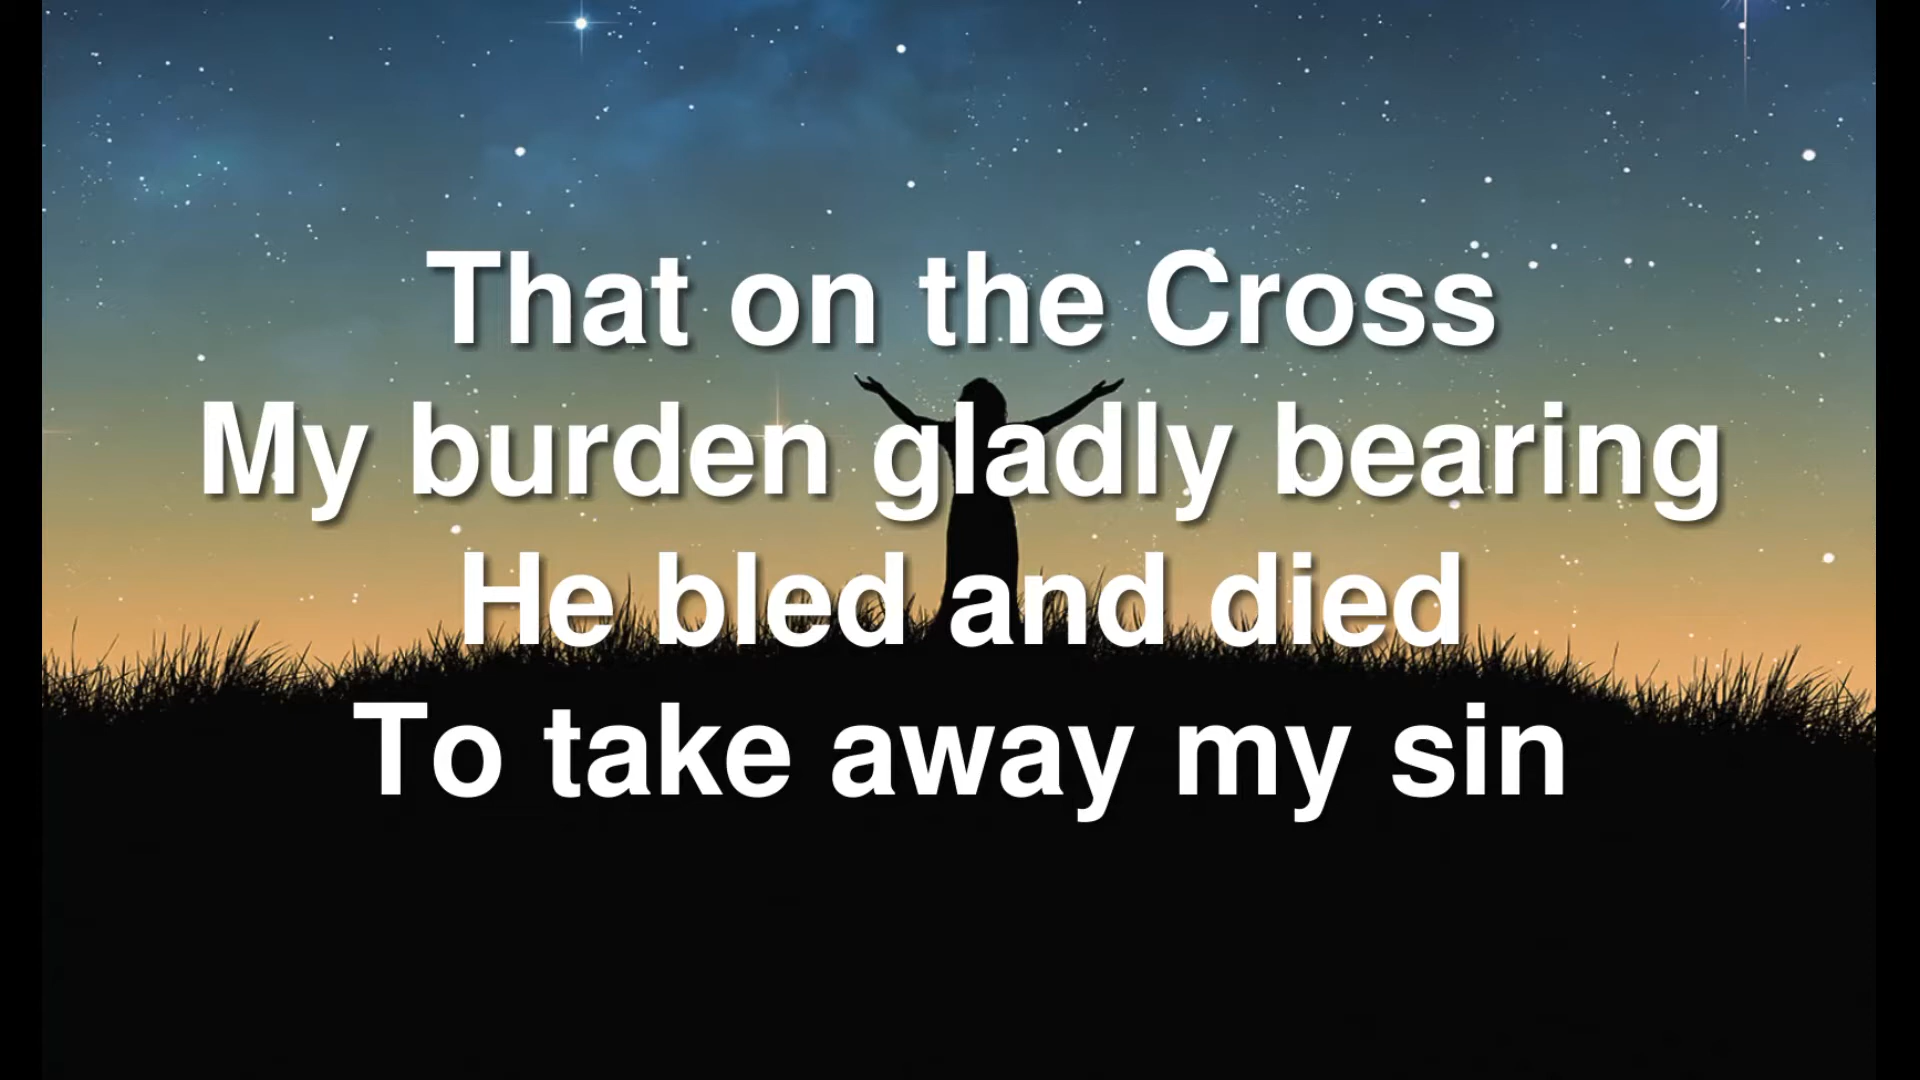 That on the Cross
My burden gladly bearing
He bled and died
To take away my sin